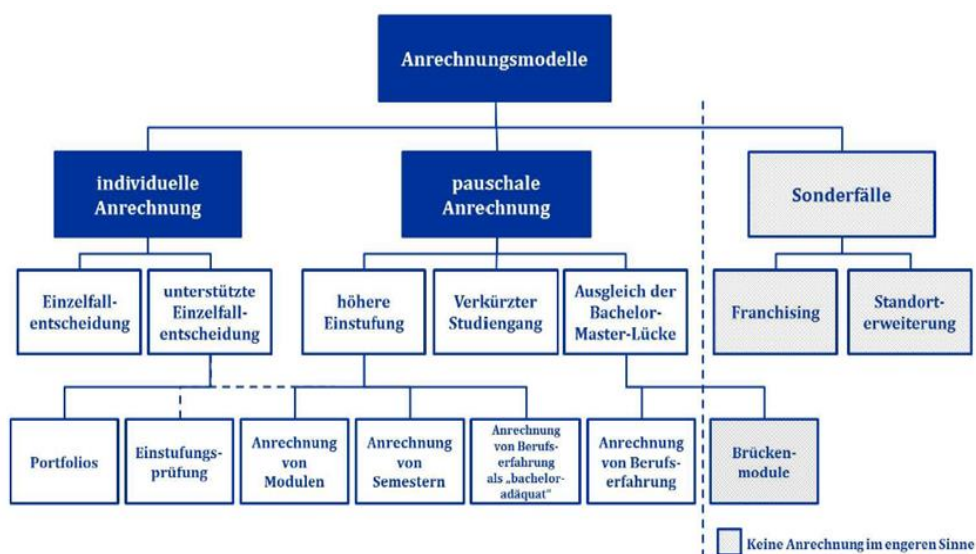 Anrechnungsmodelle
individuelle
Anrechnung
pauschale
Anrechnung
Sonderfälle
Einzelfall-
entscheidung
unterstützte
Einzelfall-
entscheidung
höhere
Einstufung
Verkürzter
Studiengang
Ausgleich der
Bachelor-
Master-Lücke
Franchising
Standort-
erweiterung
Portfolios
Einstufungs-
prüfung
Anrechnung
von
Modulen
Anrechnung
von
Semestern
Anrechnung
von Berufs-
erfahrung
als „bachelor-
adäquat“
Anrechnung
von Berufs-
erfahrung
Brücken-
module
Keine Anrechnung im engeren Sinne